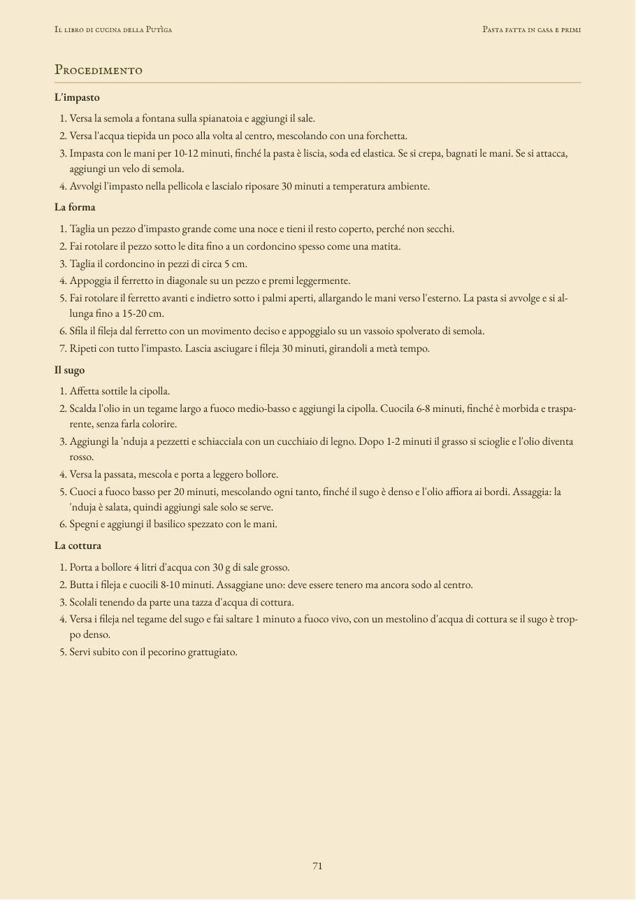 Il libro di cucina della Putìga
Pasta fatta in casa e primi
Procedimento
L'impasto
1. Versa la semola a fontana sulla spianatoia e aggiungi il sale.
2. Versa l'acqua tiepida un poco alla volta al centro, mescolando con una forchetta.
3. Impasta con le mani per 10-12 minuti, finché la pasta è liscia, soda ed elastica. Se si crepa, bagnati le mani. Se si attacca,
aggiungi un velo di semola.
4. Avvolgi l'impasto nella pellicola e lascialo riposare 30 minuti a temperatura ambiente.
La forma
1. Taglia un pezzo d'impasto grande come una noce e tieni il resto coperto, perché non secchi.
2. Fai rotolare il pezzo sotto le dita fino a un cordoncino spesso come una matita.
3. Taglia il cordoncino in pezzi di circa 5 cm.
4. Appoggia il ferretto in diagonale su un pezzo e premi leggermente.
5. Fai rotolare il ferretto avanti e indietro sotto i palmi aperti, allargando le mani verso l'esterno. La pasta si avvolge e si al-
lunga fino a 15-20 cm.
6. Sfila il fileja dal ferretto con un movimento deciso e appoggialo su un vassoio spolverato di semola.
7. Ripeti con tutto l'impasto. Lascia asciugare i fileja 30 minuti, girandoli a metà tempo.
Il sugo
1. Affetta sottile la cipolla.
2. Scalda l'olio in un tegame largo a fuoco medio-basso e aggiungi la cipolla. Cuocila 6-8 minuti, finché è morbida e traspa-
rente, senza farla colorire.
3. Aggiungi la 'nduja a pezzetti e schiacciala con un cucchiaio di legno. Dopo 1-2 minuti il grasso si scioglie e l'olio diventa
rosso.
4. Versa la passata, mescola e porta a leggero bollore.
5. Cuoci a fuoco basso per 20 minuti, mescolando ogni tanto, finché il sugo è denso e l'olio affiora ai bordi. Assaggia: la
'nduja è salata, quindi aggiungi sale solo se serve.
6. Spegni e aggiungi il basilico spezzato con le mani.
La cottura
1. Porta a bollore 4 litri d'acqua con 30 g di sale grosso.
2. Butta i fileja e cuocili 8-10 minuti. Assaggiane uno: deve essere tenero ma ancora sodo al centro.
3. Scolali tenendo da parte una tazza d'acqua di cottura.
4. Versa i fileja nel tegame del sugo e fai saltare 1 minuto a fuoco vivo, con un mestolino d'acqua di cottura se il sugo è trop-
po denso.
5. Servi subito con il pecorino grattugiato.
71